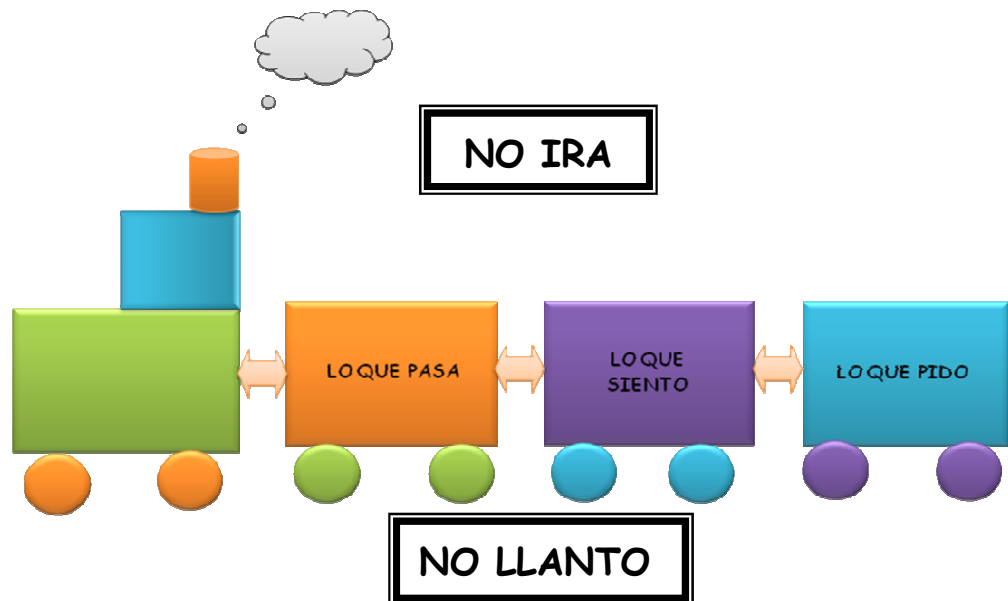 NO IRA
LO QUE PASA
LO QUE
SIENTO
LO QUE PIDO
NO LLANTO